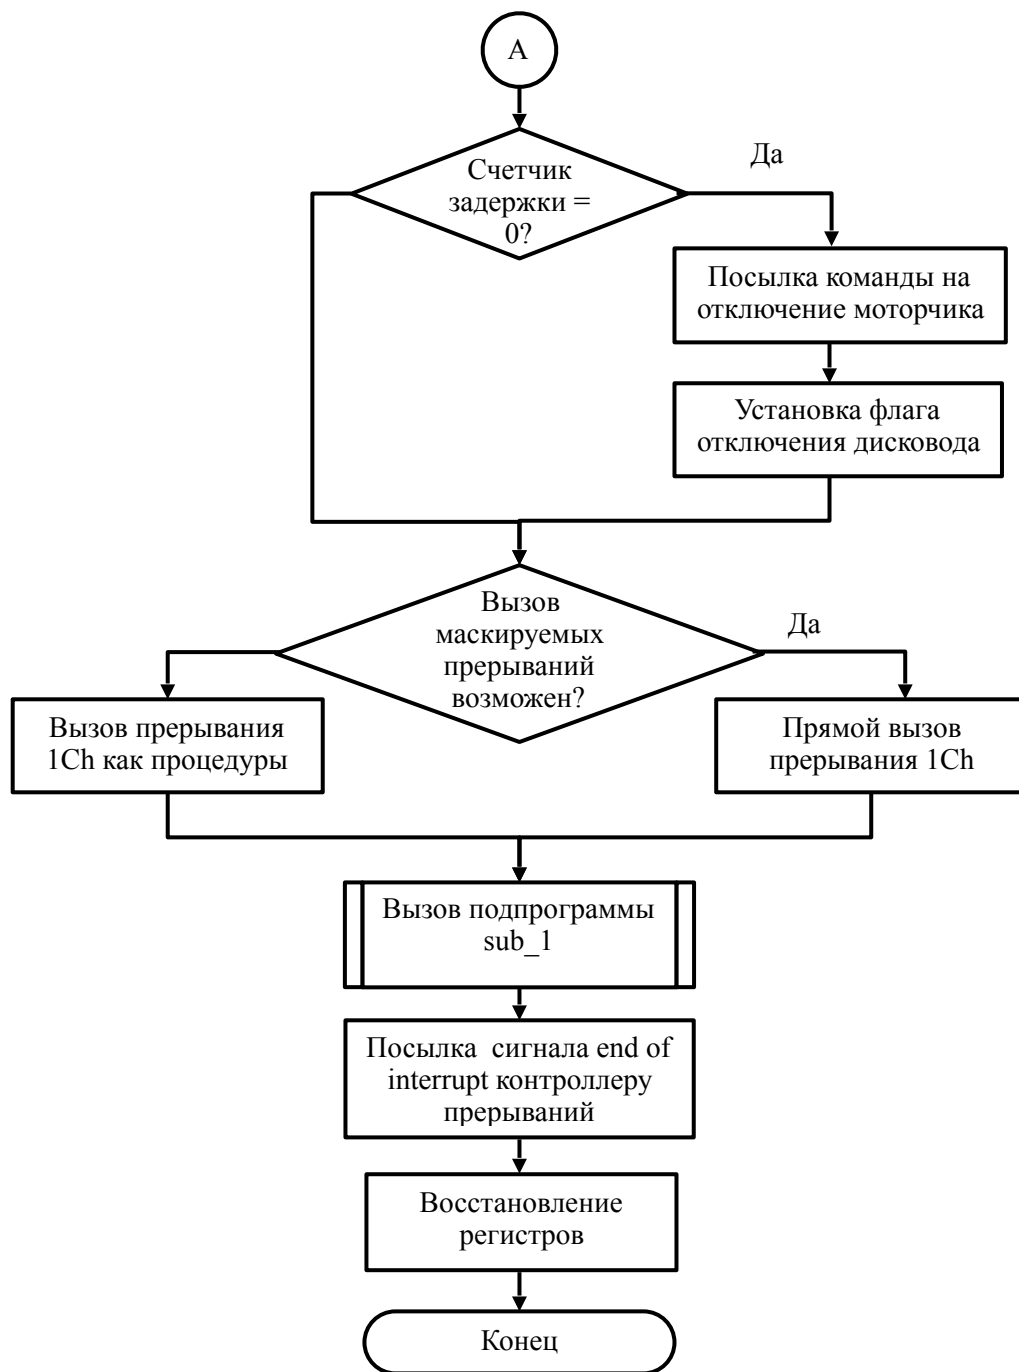 А
Счетчик
задержки =
0?
Да
Посылка команды на
отключение моторчика
Установка флага
отключения дисковода
Вызов
маскируемых
прерываний
возможен?
Да
Вызов прерывания
1Ch как процедуры
Прямой вызов
прерывания 1Ch
Вызов подпрограммы
sub_1
Посылка сигнала end of
interrupt контроллеру
прерываний
Восстановление
регистров
Конец